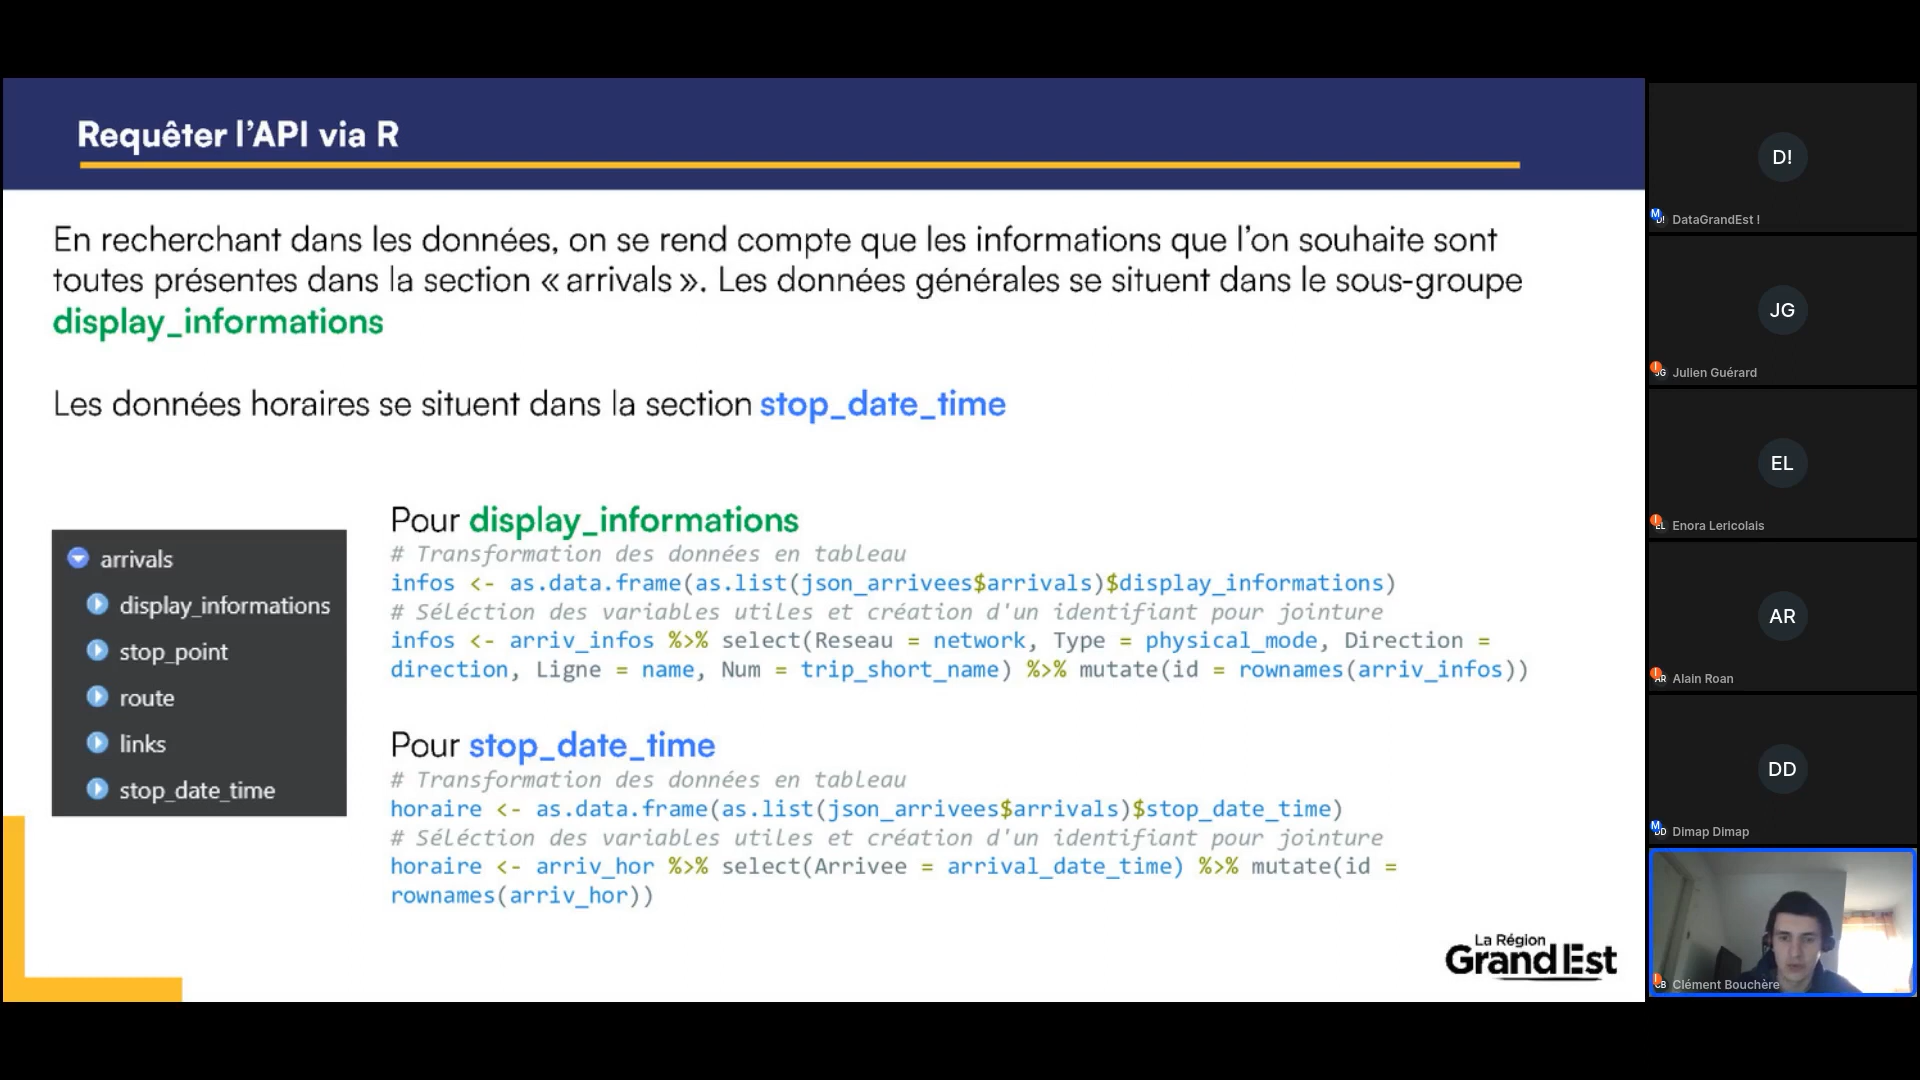 Requêter l’API via R
En recherchant dans les données, on se rend compte que les informations que l’on souhaite sont
toutes présentes dans la section « arrivals ». Les données générales se situent dans le sous-groupe
display_informations
Les données horaires se situent dans la section stop_date_time
arrivals
display_informations
stop_point
route
links
stop_date_time
Pour display_informations
# Transformation des données en tableau
infos <- as.data.frame(as.list(json_arrivees$arrivals)$display_informations)
# Séléction des variables utiles et création d'un identifiant pour jointure
infos <- arriv_infos %>% select(Reseau = network, Type = physical_mode, Direction =
direction, Ligne = name, Num = trip_short_name) %>% mutate(id = rownames(arriv_infos))
Pour stop_date_time
# Transformation des données en tableau
horaire <- as.data.frame(as.list(json_arrivees$arrivals)$stop_date_time)
# Séléction des variables utiles et création d'un identifiant pour jointure
horaire <- arriv_hor %>% select(Arrivee = arrival_date_time) %>% mutate(id =
rownames(arriv_hor))
La Région
Grand Est
D!
DataGrandEst !
JG
Julien Guérard
EL
Enora Lericolais
AR
Alain Roan
DD
Dimap Dimap
Clément Bouchère